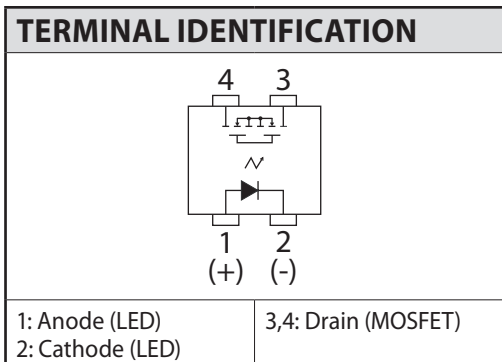 TERMINAL IDENTIFICATION
4 3
1 2
(+) (-)
1: Anode (LED)
2: Cathode (LED)
3,4: Drain (MOSFET)